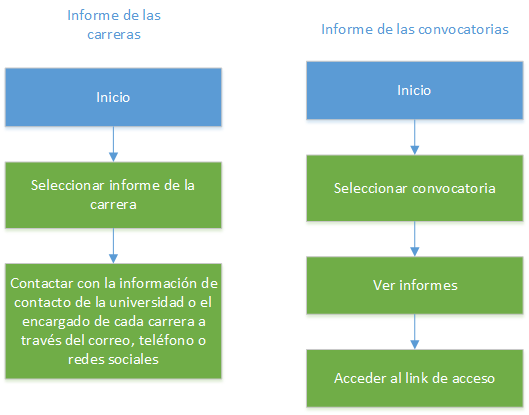 Informe de las
carreras
Inicio
Seleccionar informe de la
carrera
Contactar con la información de
contacto de la universidad o el
encargado de cada carrera a
través del correo, teléfono o
redes sociales
Informe de las convocatorias
Inicio
Seleccionar convocatoria
Ver informes
Acceder al link de acceso